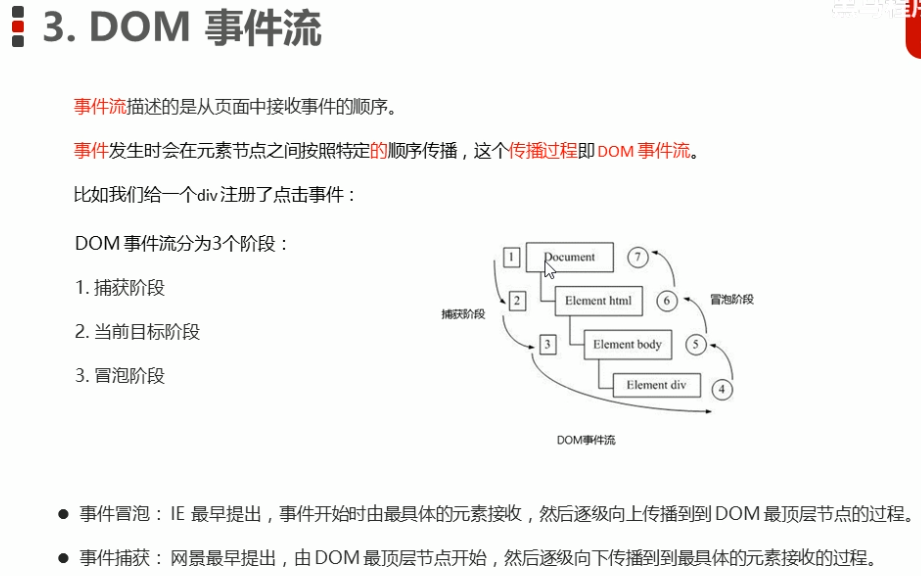 3. DOM 事件流
事件流描述的是从页面中接收事件的顺序。
事件发生时会在元素节点之间按照特定的顺序传播，这个传播过程即 DOM 事件流。
比如我们给一个div 注册了点击事件：
DOM 事件流分为3个阶段：
1. 捕获阶段
2. 当前目标阶段
3. 冒泡阶段
1 Document 7
2 Element html 6
捕获阶段
冒泡阶段
3 Element body 5
Element div 4
DOM事件流
● 事件冒泡： IE 最早提出，事件开始时由最具体的元素接收，然后逐级向上传播到到 DOM 最顶层节点的过程。
● 事件捕获： 网景最早提出，由 DOM 最顶层节点开始，然后逐级向下传播到到最具体的元素接收的过程。